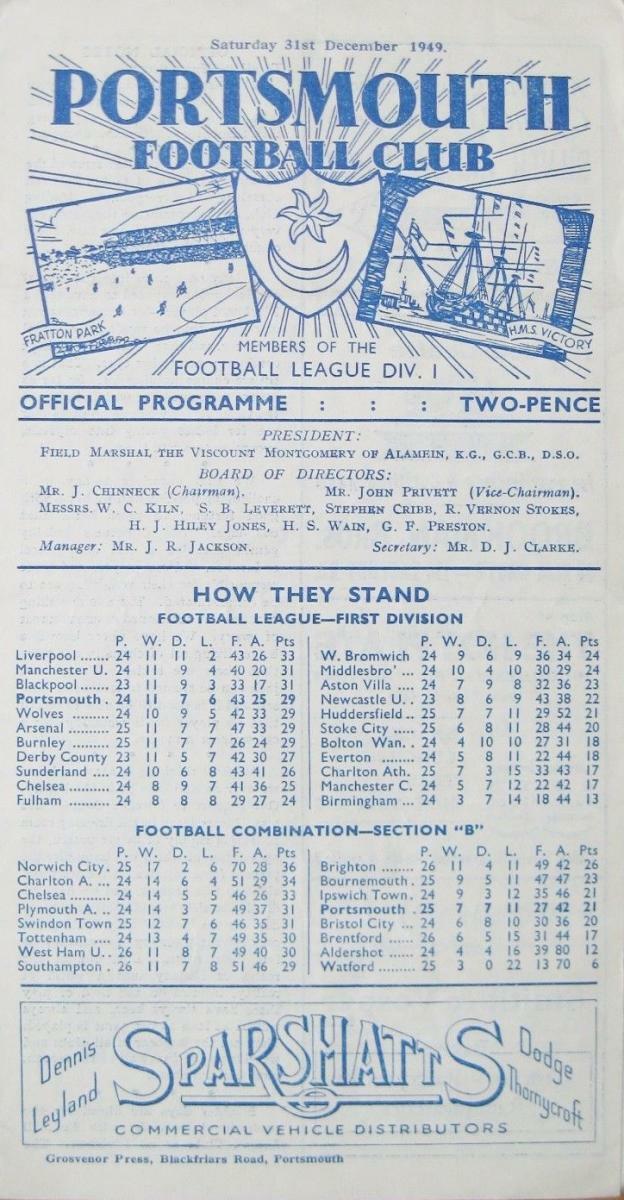 Saturday 31st December 1949.
PORTSMOUTH
FOOTBALL CLUB
FRATTON PARK
H.M.S. VICTORY
MEMBERS OF THE
FOOTBALL LEAGUE DIV. I
OFFICIAL PROGRAMME : : : TWO-PENCE
PRESIDENT:
FIELD MARSHAL THE VISCOUNT MONTGOMERY OF ALAMEIN, K.G., G.C.B., D.S.O.
BOARD OF DIRECTORS:
MR. J. CHINNECK (Chairman). MR. JOHN PRIVETT (Vice-Chairman).
MESSRS. W. C. KILN, S. B. LEVERETT, STEPHEN CRIBB, R. VERNON STOKES,
H. J. HILEY JONES, H. S. WAIN, G. F. PRESTON.
Manager: MR. J. R. JACKSON. Secretary: MR. D. J. CLARKE.
HOW THEY STAND
FOOTBALL LEAGUE—FIRST DIVISION
P. W. D. L. F. A. Pts
Liverpool ....... 24 11 11 2 43 26 33
Manchester U. 24 11 9 4 40 20 31
Blackpool ....... 23 11 9 3 33 17 31
Portsmouth . 24 11 7 6 43 25 29
Wolves ......... 24 10 9 5 42 33 29
Arsenal ......... 25 11 7 7 47 33 29
Burnley ......... 25 11 7 7 26 24 29
Derby County 23 11 5 7 42 30 27
Sunderland .... 24 10 6 8 43 41 26
Chelsea .......... 24 8 9 7 41 36 25
Fulham .......... 24 8 8 8 29 27 24
P. W. D. L. F. A. Pts
W. Bromwich 24 9 6 9 36 34 24
Middlesbro' ... 24 10 4 10 30 29 24
Aston Villa .... 24 7 9 8 32 36 23
Newcastle U. . 23 8 6 9 43 38 22
Huddersfield .. 25 7 7 11 29 52 21
Stoke City ..... 25 6 8 11 28 44 20
Bolton Wan. . 24 4 10 10 27 31 18
Everton ........ 24 5 8 11 22 44 18
Charlton Ath. 25 7 3 15 33 43 17
Manchester C. 24 5 7 12 22 42 17
Birmingham ... 24 3 7 14 18 44 13
FOOTBALL COMBINATION—SECTION "B"
P. W. D. L. F. A. Pts
Norwich City. 25 17 2 6 70 28 36
Charlton A. ... 24 14 6 4 51 29 34
Chelsea .......... 24 14 5 5 46 26 33
Plymouth A. .. 24 14 3 7 49 37 31
Swindon Town 25 12 7 6 46 35 31
Tottenham .... 24 13 4 7 49 35 30
West Ham U.. 26 11 8 7 49 40 30
Southampton . 26 11 7 8 51 46 29
P. W. D. L. F. A. Pts
Brighton ........ 26 11 4 11 49 42 26
Bournemouth . 25 9 5 11 47 47 23
Ipswich Town. 24 9 3 12 35 46 21
Portsmouth . 25 7 7 11 27 42 21
Bristol City ... 24 6 8 10 30 36 20
Brentford ...... 26 6 5 15 31 44 17
Aldershot ...... 24 4 4 16 39 80 12
Watford ......... 25 3 0 22 13 70 6
Dennis
Leyland
SPARSHATTS
Dodge
Thornycroft
COMMERCIAL VEHICLE DISTRIBUTORS
Grosvenor Press, Blackfriars Road, Portsmouth